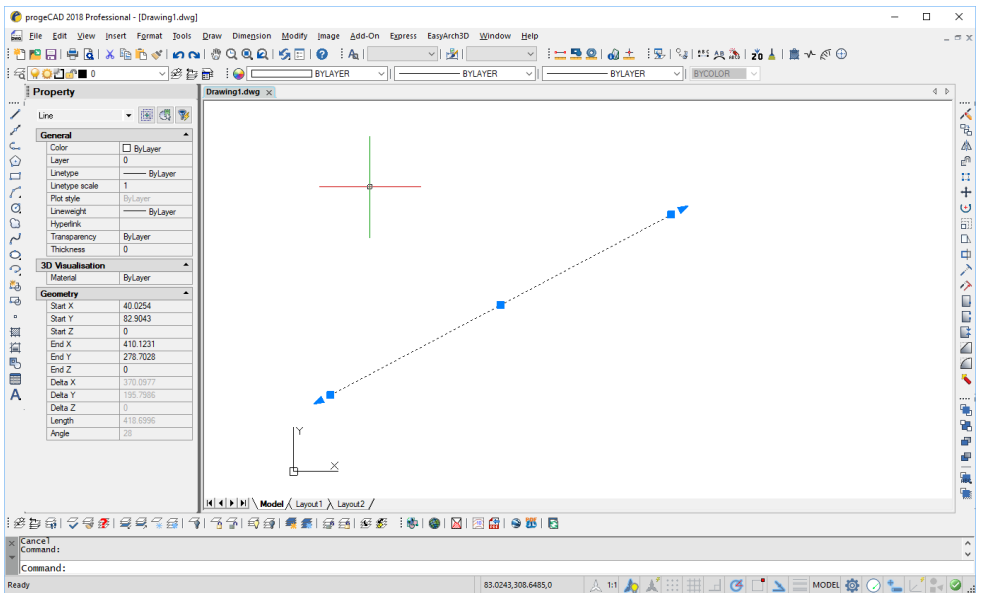 progeCAD 2018 Professional - [Drawing1.dwg]
File Edit View Insert Format Tools Draw Dimension Modify Image Add-On Express EasyArch3D Window Help
0 BYLAYER BYLAYER BYLAYER BYCOLOR
Property
Drawing1.dwg
Line
General
Color ByLayer
Layer 0
Linetype ByLayer
Linetype scale 1
Plot style ByLayer
Lineweight ByLayer
Hyperlink
Transparency ByLayer
Thickness 0
3D Visualisation
Material ByLayer
Geometry
Start X 40.0254
Start Y 82.9043
Start Z 0
End X 410.1231
End Y 278.7028
End Z 0
Delta X 370.0977
Delta Y 195.7986
Delta Z 0
Length 418.6996
Angle 28
Y
X
Model Layout1 Layout2
Cancel
Command:
Command:
Ready 83.0243,308.6485,0 1:1 MODEL